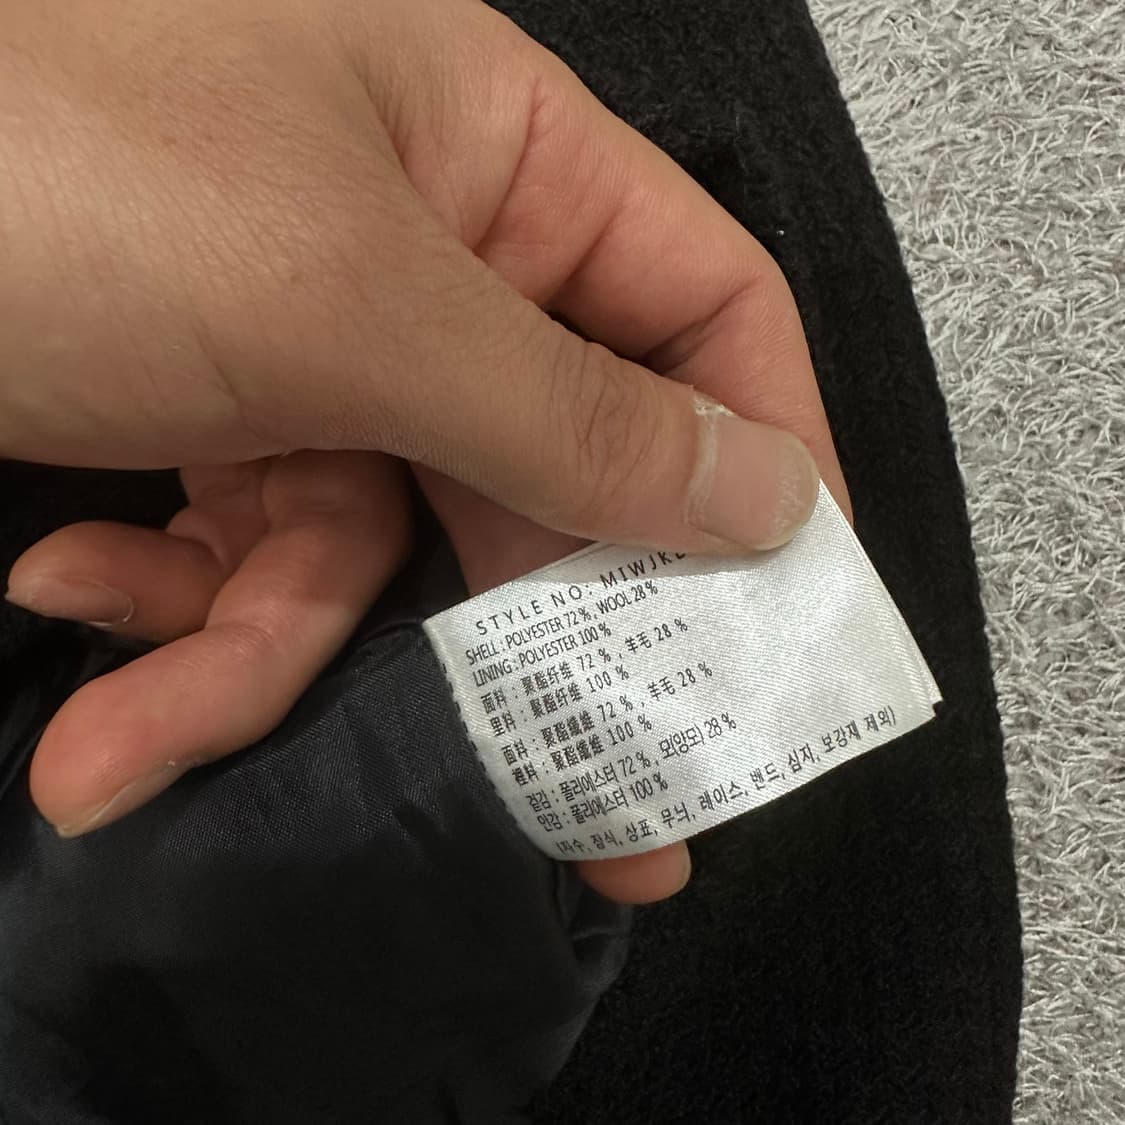 STYLE NO: MIWJK
SHELL : POLYESTER 72 %, WOOL 28 %
LINING : POLYESTER 100 %
面料 : 聚酯纤维 72 % , 羊毛 28 %
里料 : 聚酯纤维 100 %
面料 : 聚酯纖維 72 % , 羊毛 28 %
裡料 : 聚酯纖維 100 %
겉감 : 폴리에스터 72 %, 모(양모) 28 %
안감 : 폴리에스터 100 %
(자수, 장식, 상표, 무늬, 레이스, 밴드, 심지, 보강재 제외)